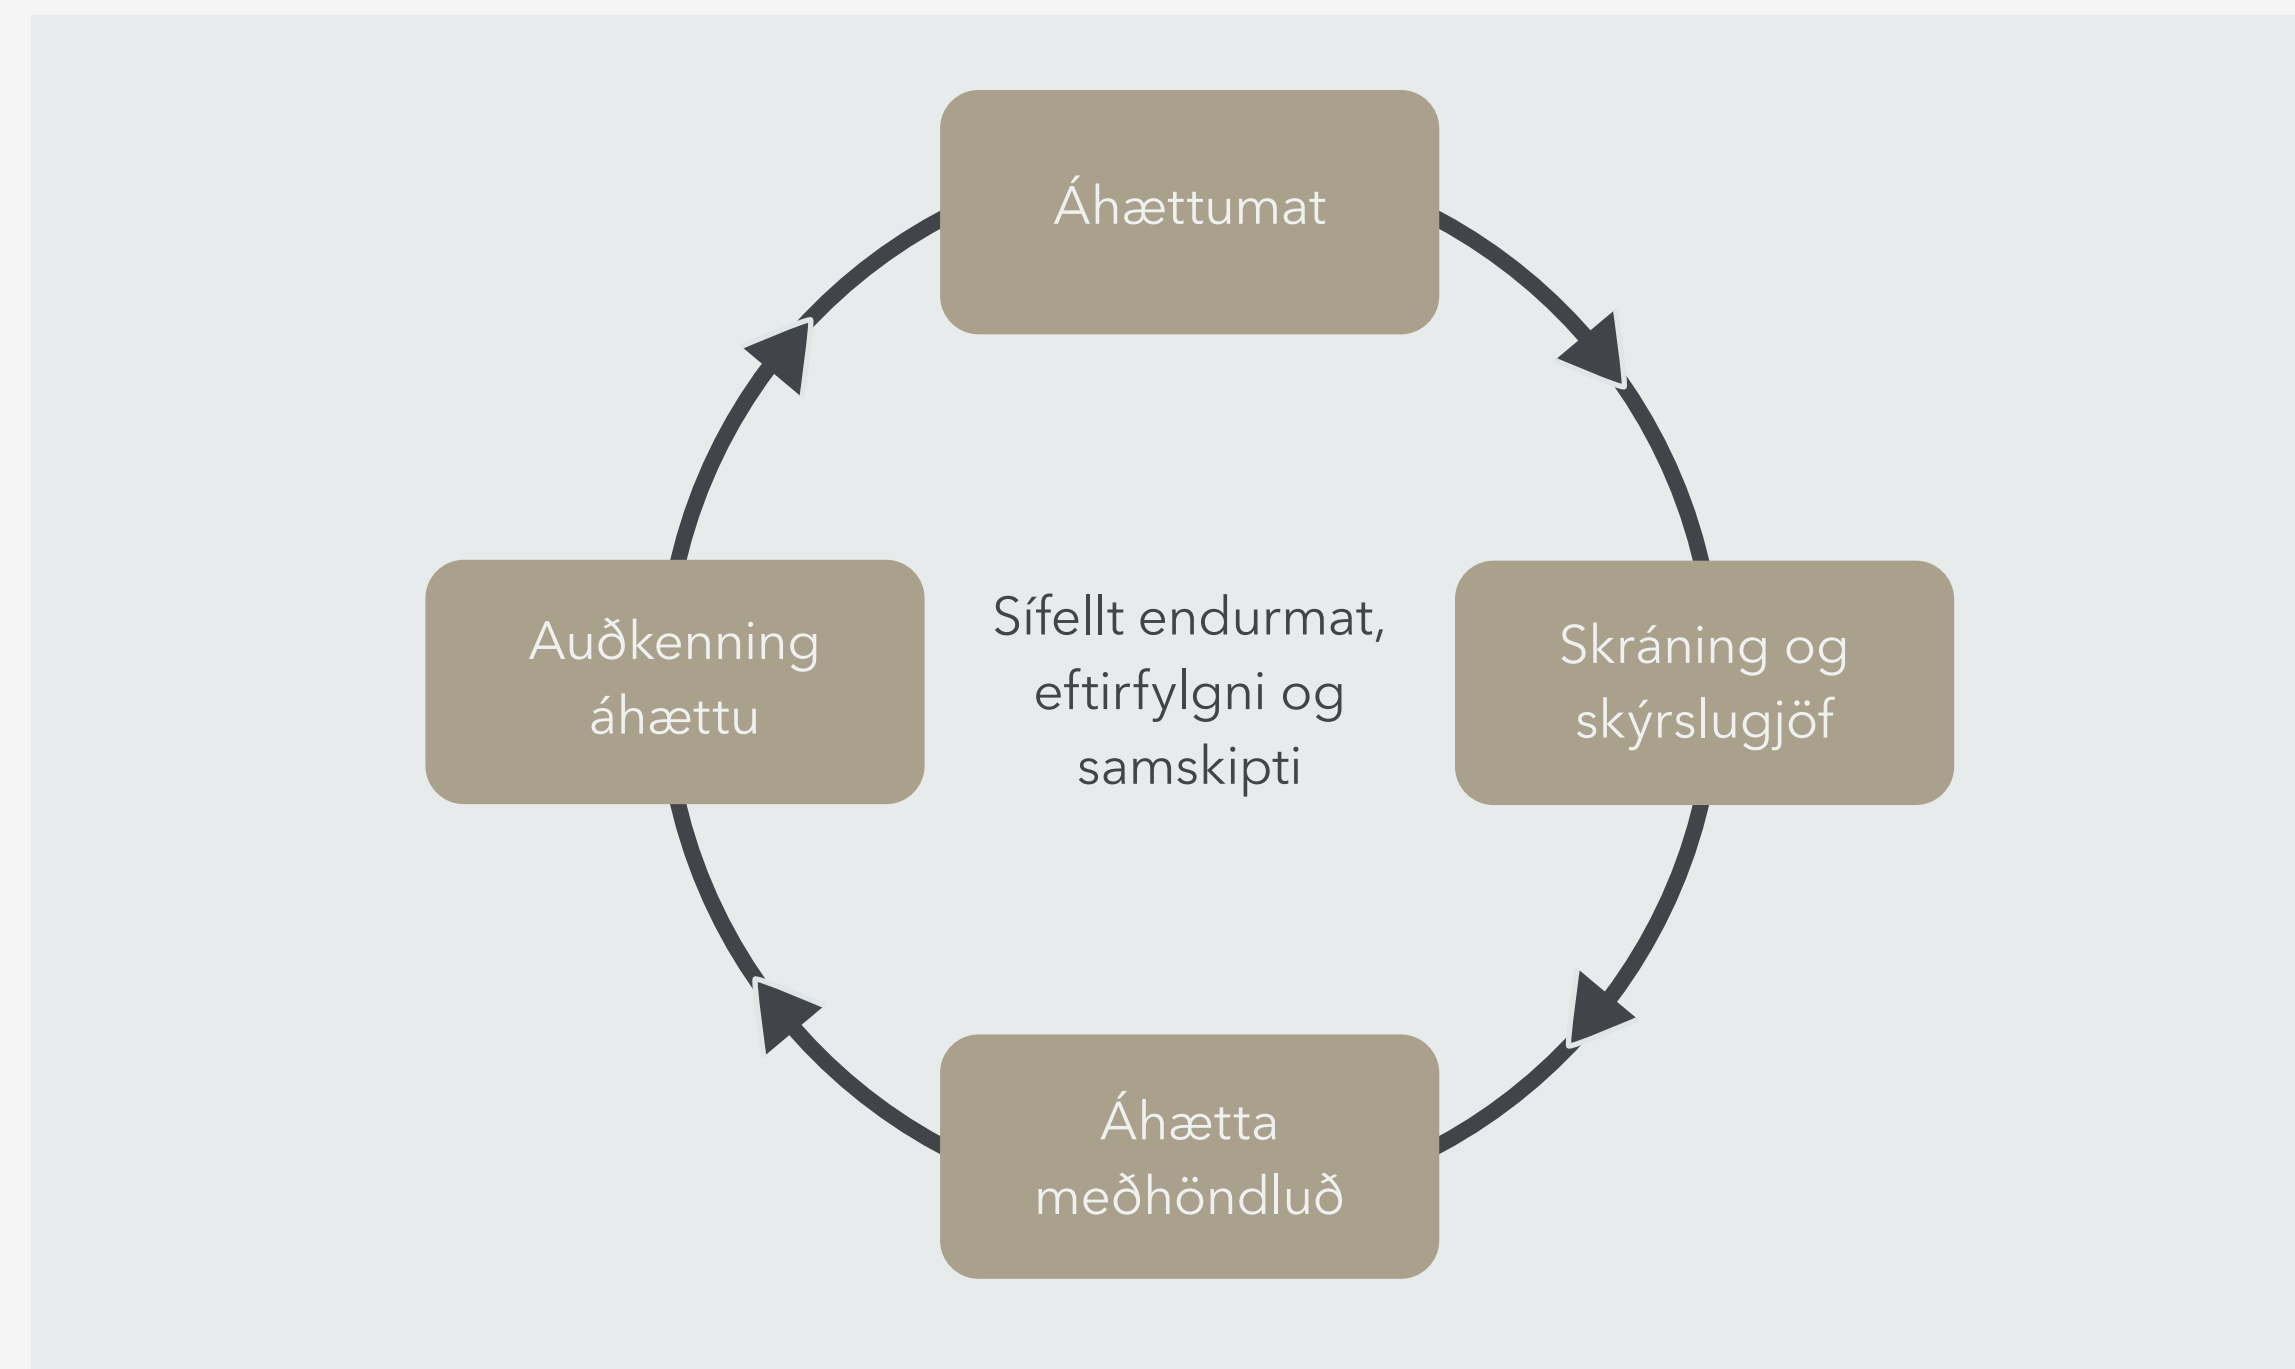 Áhættumat
Auðkenning
áhættu
Sífellt endurmat,
eftirfylgni og
samskipti
Skráning og
skýrslugjöf
Áhætta
meðhöndluð